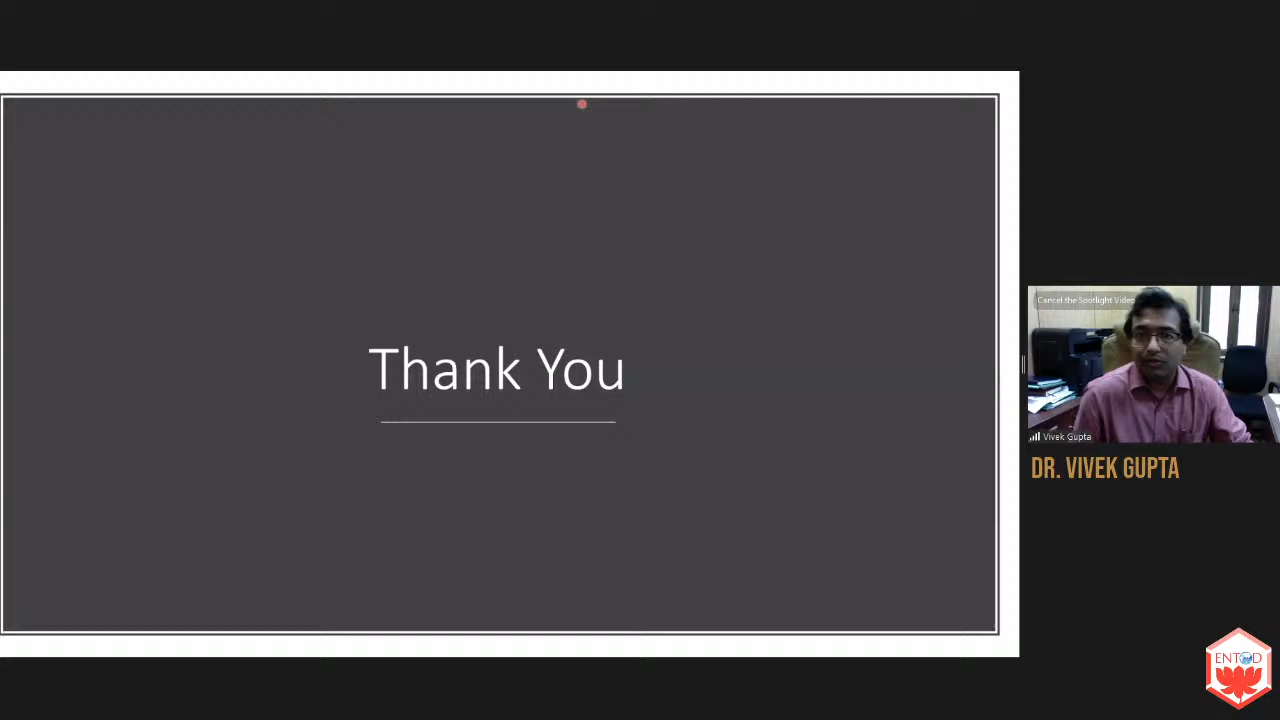 Thank You
Cancel the Spotlight Video
Vivek Gupta
DR. VIVEK GUPTA
ENTOD